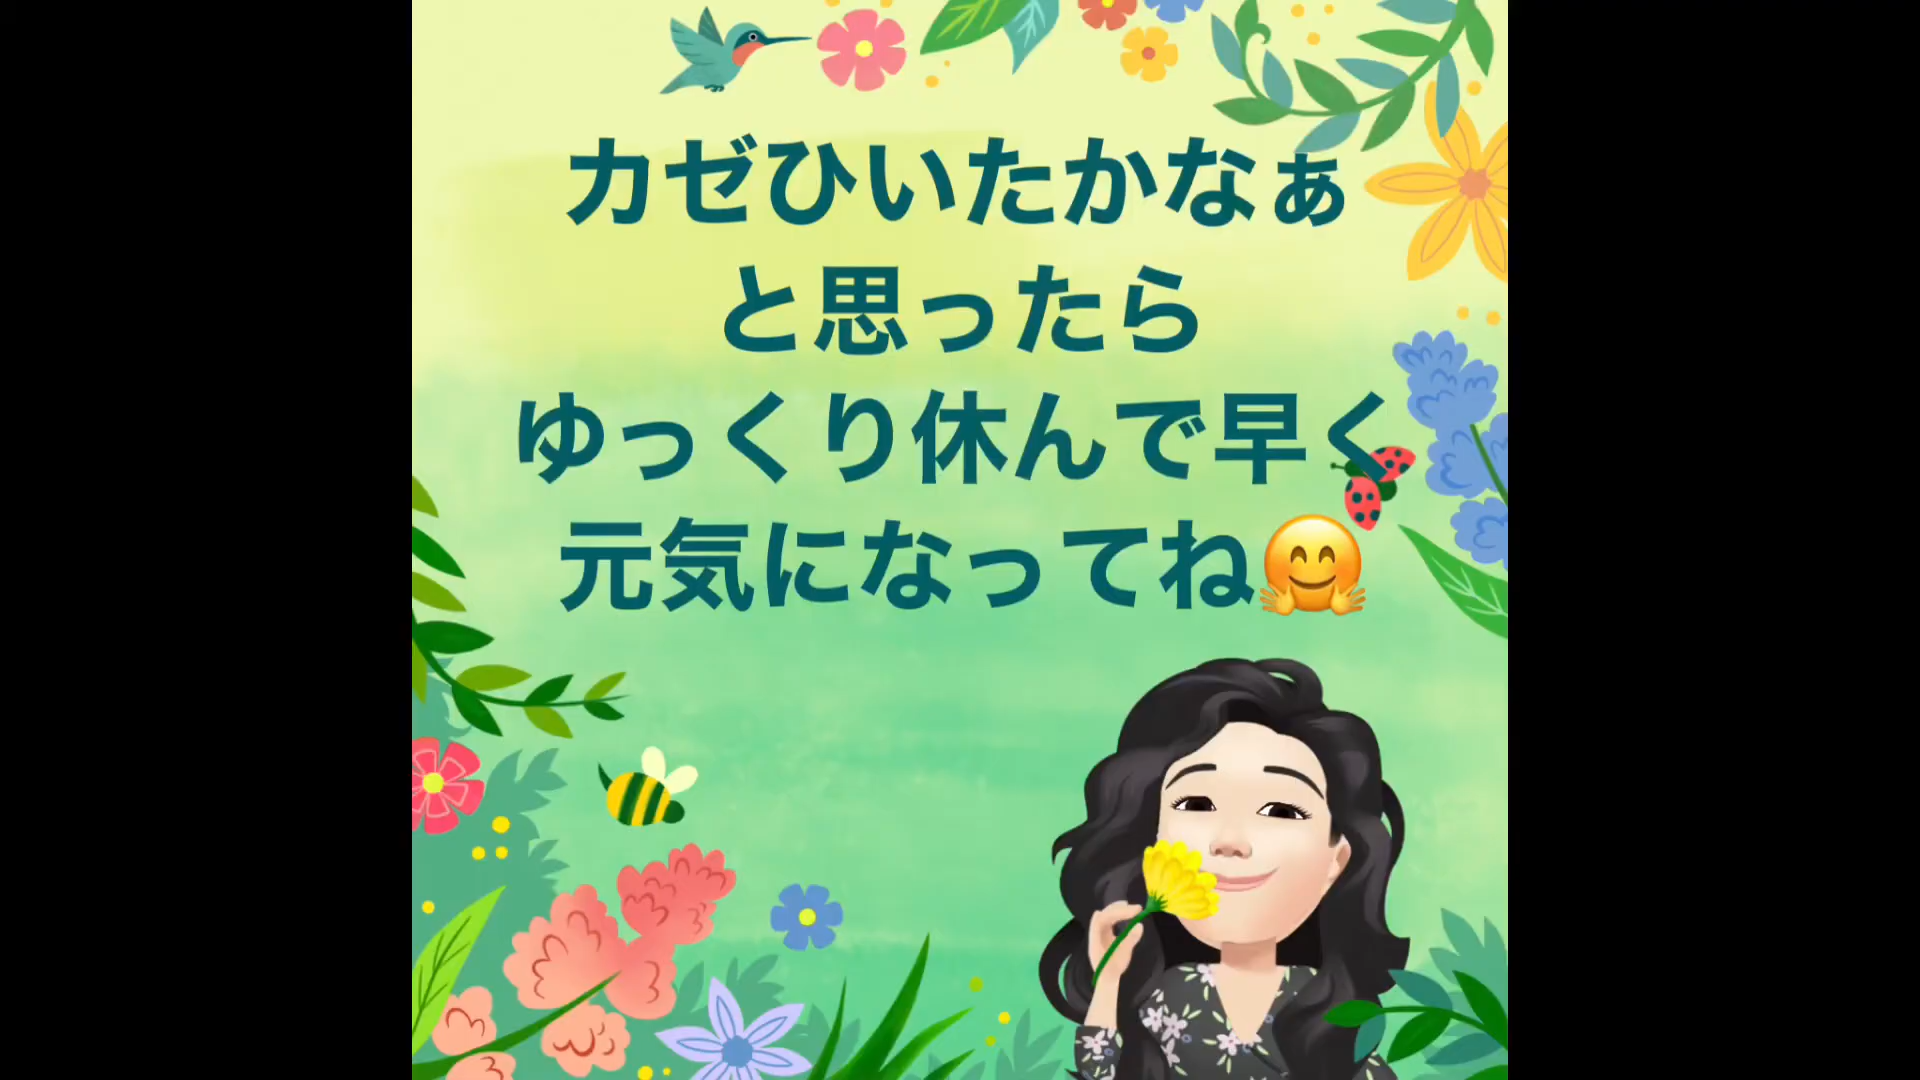 カゼひいたかなぁ
と思ったら
ゆっくり休んで早く
元気になってね🤗